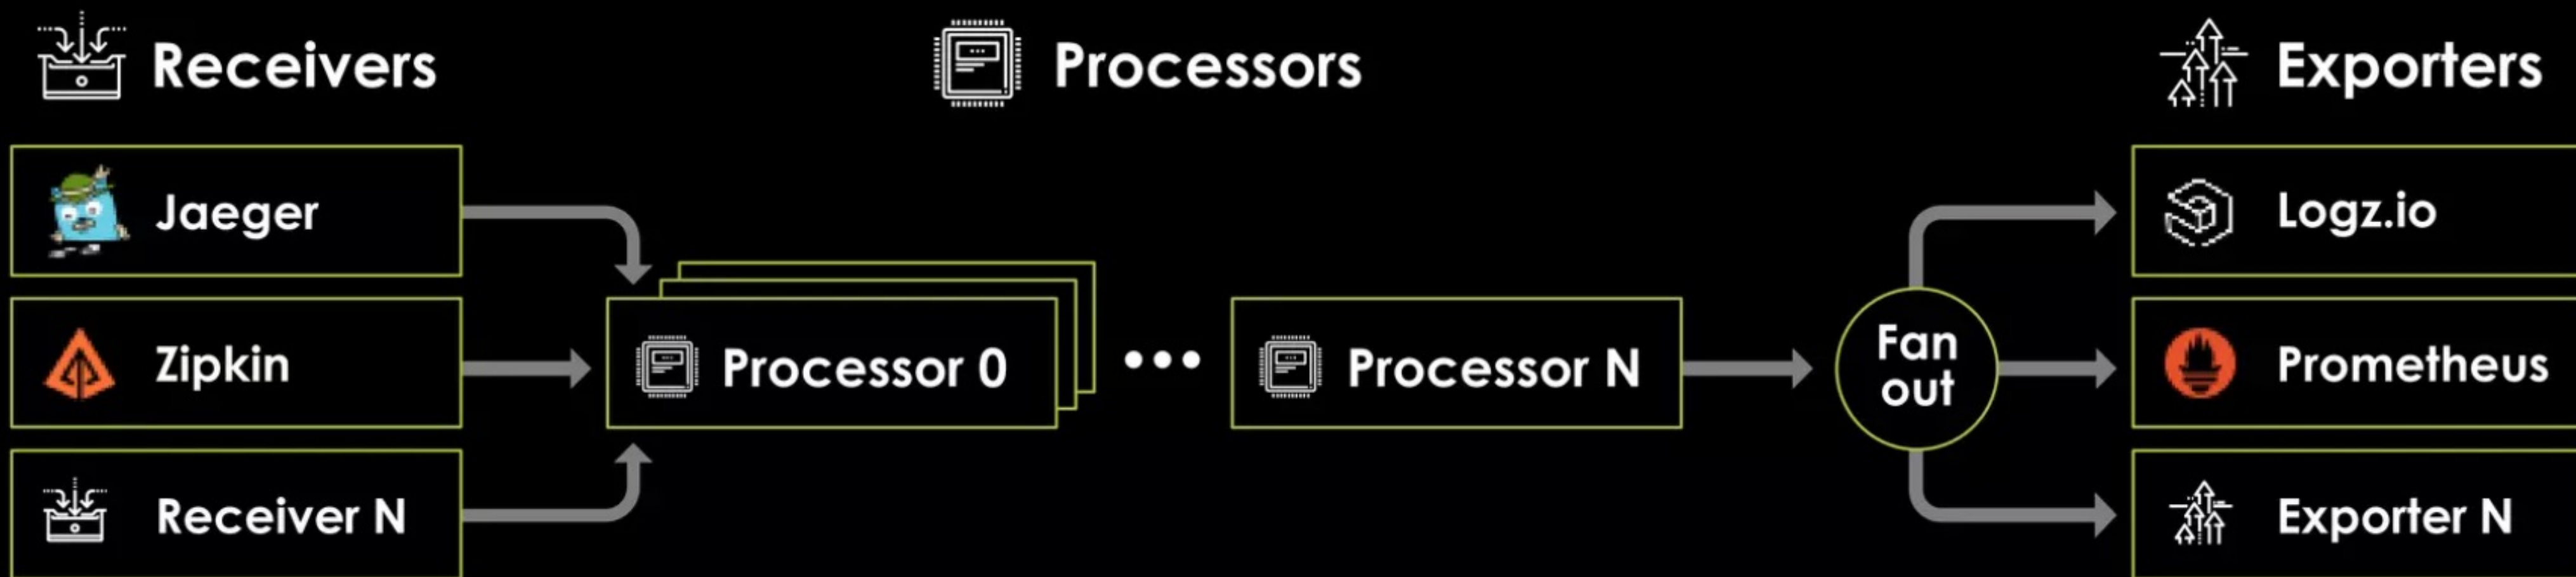 Receivers
Processors
Exporters
Jaeger
Zipkin
Receiver N
Processor 0
Processor N
Fan
out
Logz.io
Prometheus
Exporter N